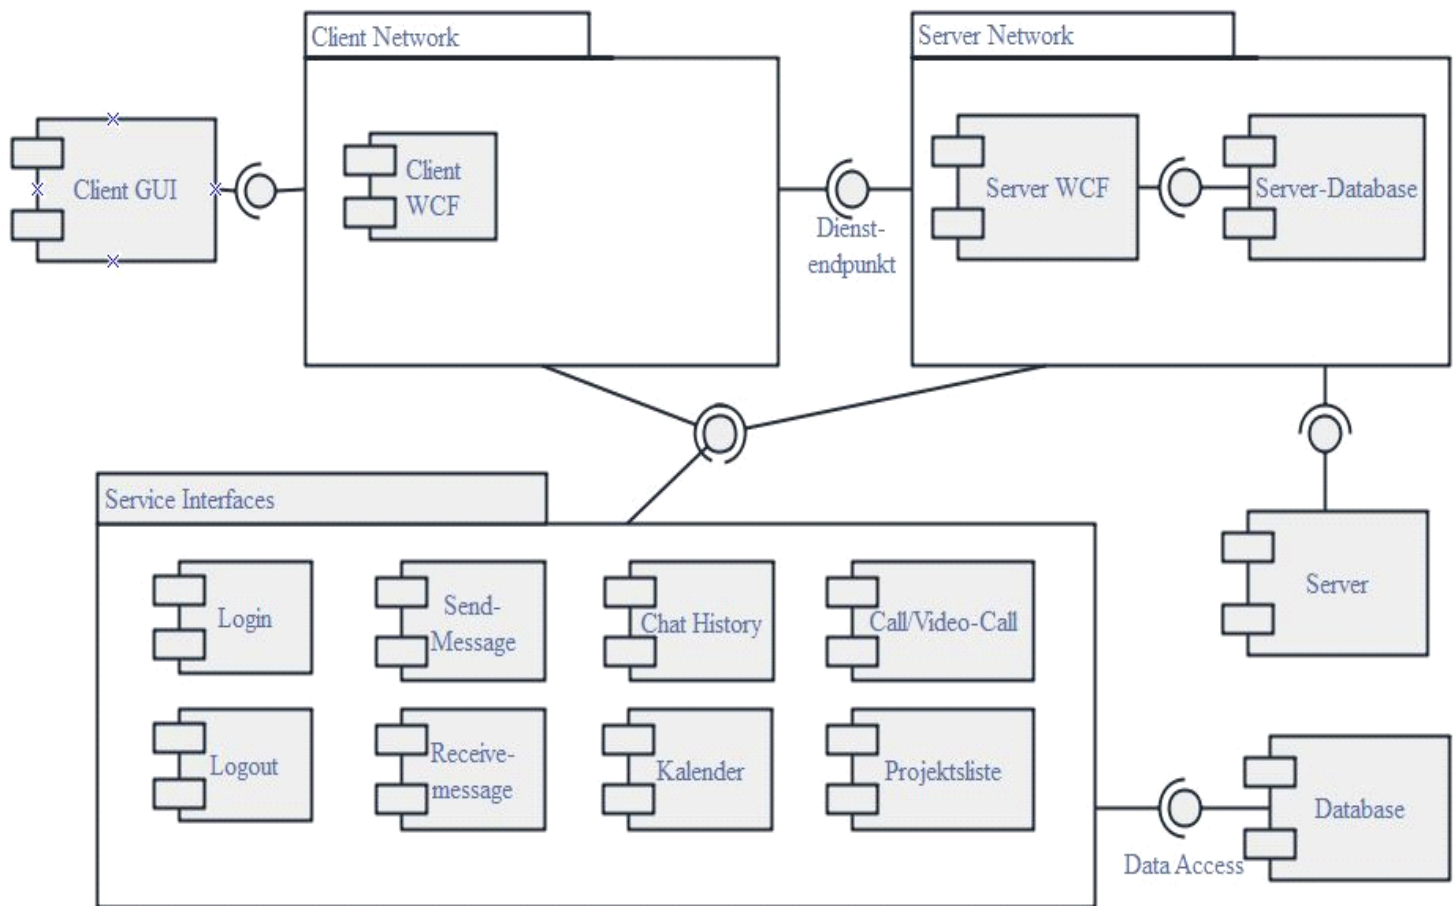 Client Network
Server Network
Client GUI
Client
WCF
Dienst-
endpunkt
Server WCF
Server-Database
Service Interfaces
Login
Send-
Message
Chat History
Call/Video-Call
Server
Logout
Receive-
message
Kalender
Projektsliste
Database
Data Access